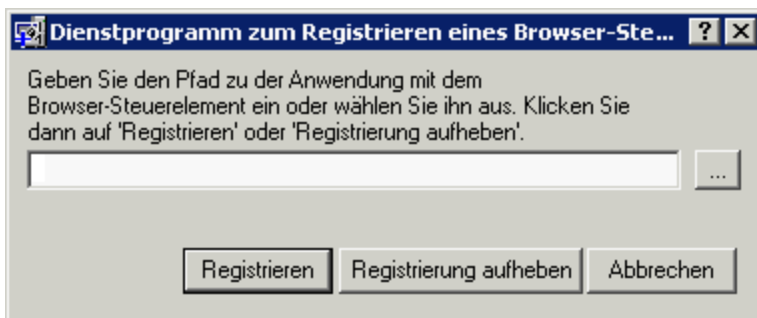 Dienstprogramm zum Registrieren eines Browser-Ste... ? X
Geben Sie den Pfad zu der Anwendung mit dem
Browser-Steuerelement ein oder wählen Sie ihn aus. Klicken Sie
dann auf 'Registrieren' oder 'Registrierung aufheben'.
...
Registrieren Registrierung aufheben Abbrechen